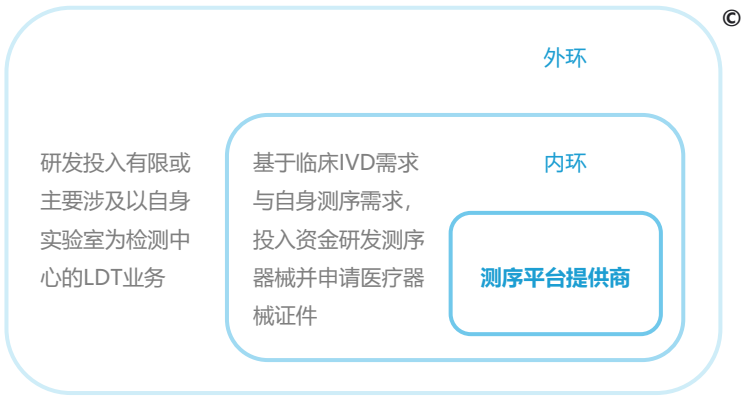 ©
外环
研发投入有限或
主要涉及以自身
实验室为检测中
心的LDT业务
基于临床IVD需求
与自身测序需求，
投入资金研发测序
器械并申请医疗器
械证件
内环
测序平台提供商